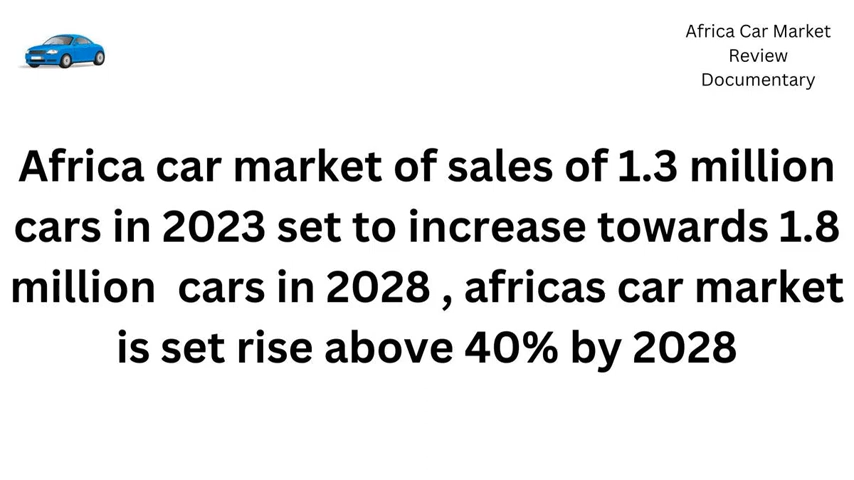 Africa Car Market
Review
Documentary
Africa car market of sales of 1.3 million
cars in 2023 set to increase towards 1.8
million  cars in 2028 , africas car market
is set rise above 40% by 2028